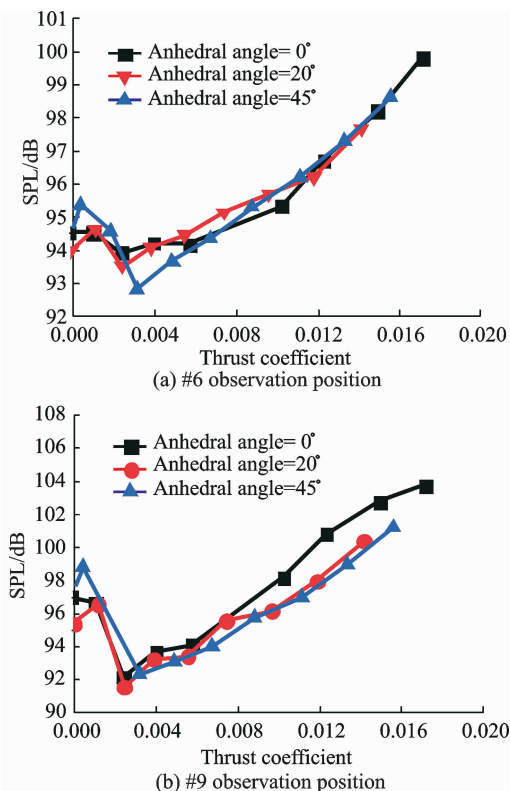 101
100
98
96
95
94
93
92
SPL/dB
Anhedral angle= 0°
Anhedral angle=20°
Anhedral angle=45°
0.000 0.004 0.008 0.012 0.016 0.020
Thrust coefficient
(a) #6 observation position
108
106
104
102
100
98
96
94
92
90
SPL/dB
Anhedral angle= 0°
Anhedral angle=20°
Anhedral angle=45°
0.000 0.004 0.008 0.012 0.016 0.020
Thrust coefficient
(b) #9 observation position